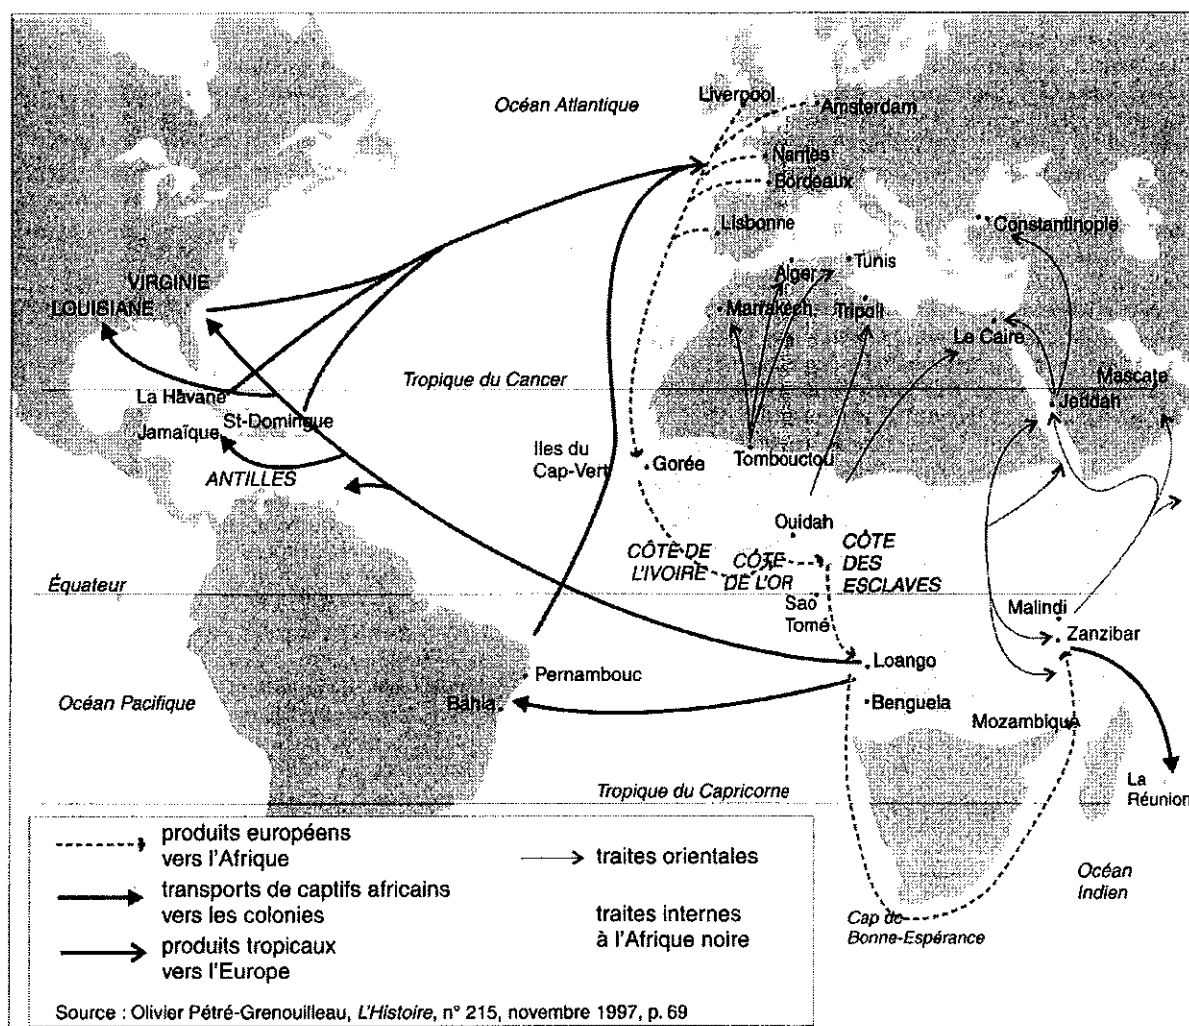 Océan Atlantique
Liverpool
Amsterdam
Nantes
Bordeaux
Lisbonne
Constantinople
VIRGINIE
LOUISIANE
Alger
Tunis
Marrakech
Tripoli
Le Caire
Tropique du Cancer
Mascate
Jeddah
La Havane
St-Domingue
Jamaïque
ANTILLES
Iles du
Cap-Vert
Gorée
Tombouctou
Ouidah
CÔTE DE
L'IVOIRE
CÔTE
DE L'OR
CÔTE
DES
ESCLAVES
Équateur
Sao
Tomé
Malindi
Zanzibar
Loango
Pernambouc
Océan Pacifique
Bahia
Benguela
Mozambique
Tropique du Capricorne
La
Réunion
produits européens
vers l'Afrique
transports de captifs africains
vers les colonies
produits tropicaux
vers l'Europe
traites orientales
traites internes
à l'Afrique noire
Cap de
Bonne-Espérance
Océan
Indien
Source : Olivier Pétré-Grenouilleau, L'Histoire, n° 215, novembre 1997, p. 69